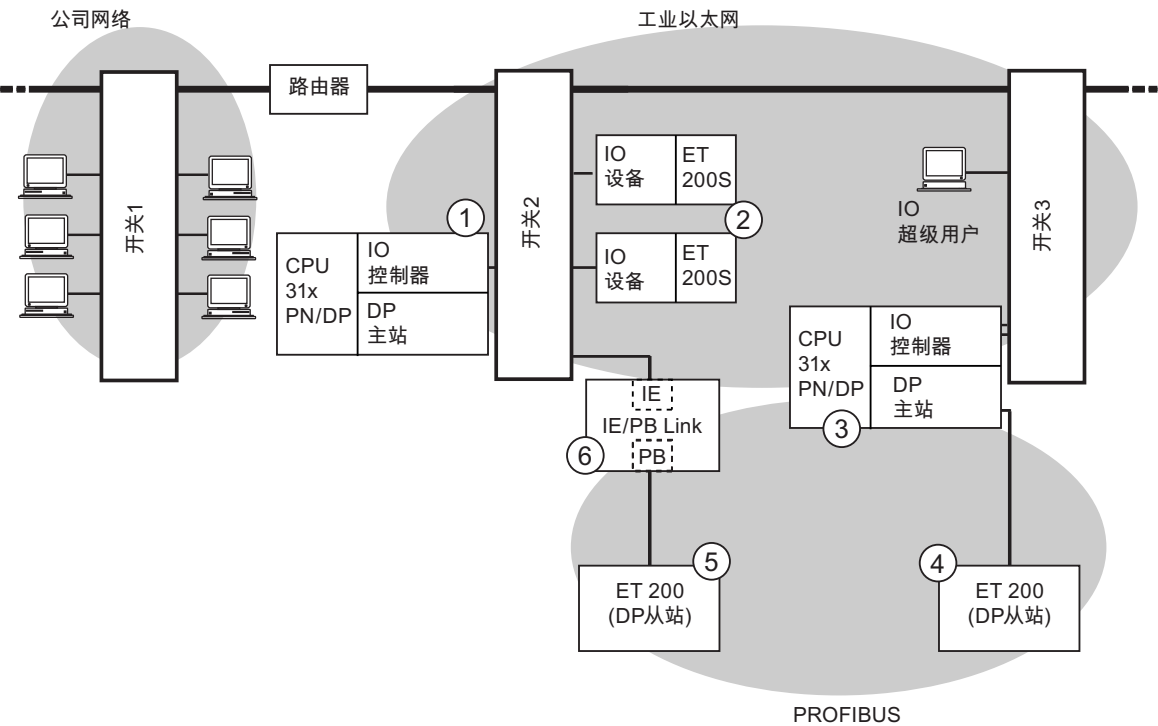 公司网络
工业以太网
路由器
开关1
开关2
开关3
IO
设备
ET
200S
IO
设备
ET
200S
IO
超级用户
1
2
CPU
31x
PN/DP
IO
控制器
DP
主站
CPU
31x
PN/DP
IO
控制器
DP
主站
3
IE
IE/PB Link
PB
6
5
ET 200
(DP从站)
4
ET 200
(DP从站)
PROFIBUS